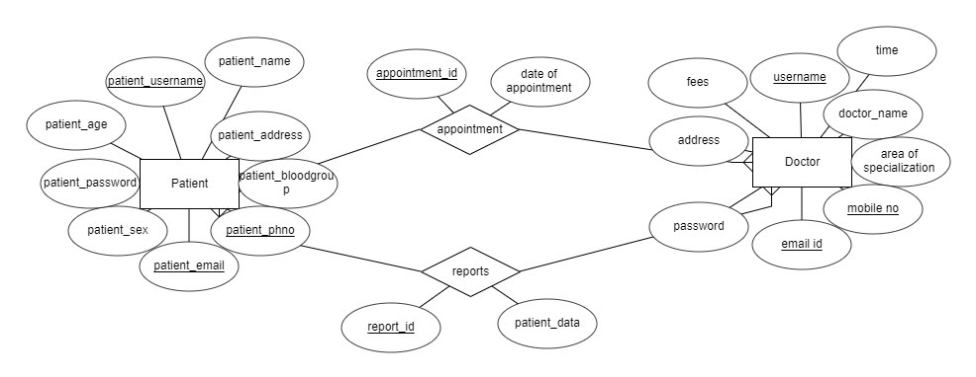 patient_name
time
patient_username
appointment_id
date of
appointment
fees
username
patient_age
patient_address
appointment
address
doctor_name
Patient
patient_password
patient_bloodgrou
p
Doctor
area of
specialization
patient_sex
patient_phno
password
mobile no
patient_email
email id
reports
report_id
patient_data